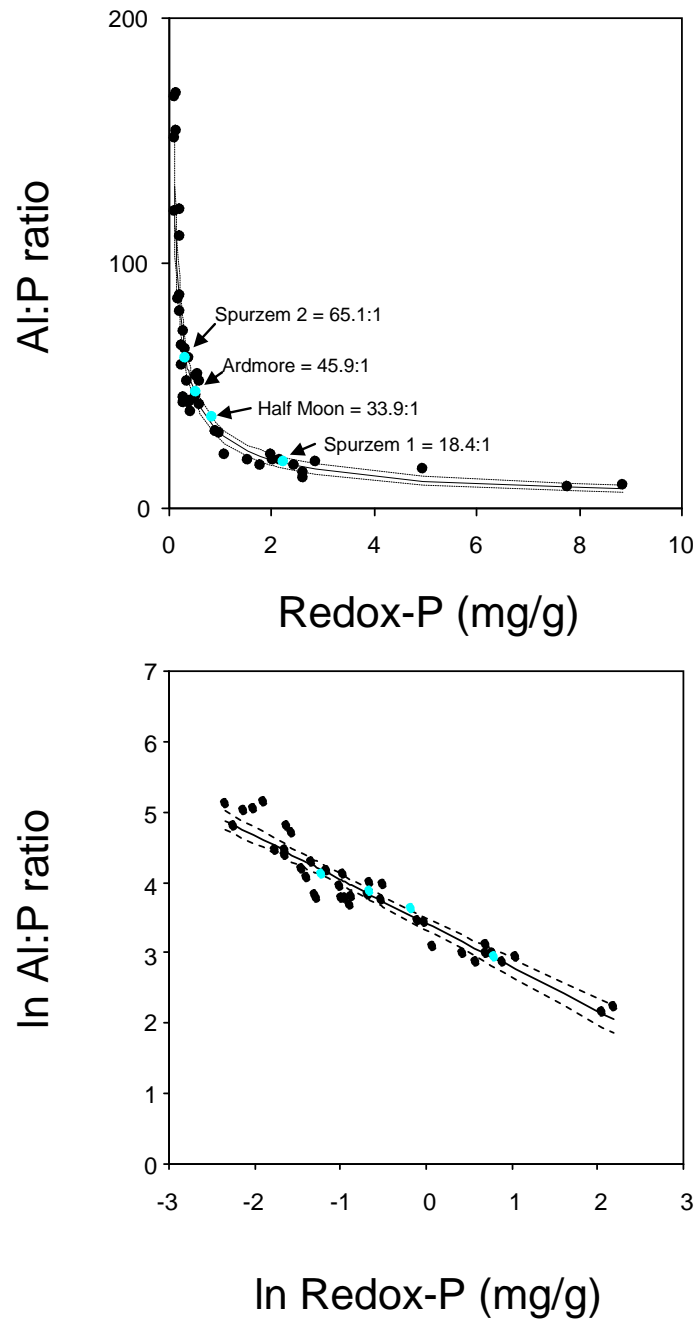 200
100
0
Al:P ratio
Spurzem 2 = 65.1:1
Ardmore = 45.9:1
Half Moon = 33.9:1
Spurzem 1 = 18.4:1
0 2 4 6 8 10
Redox-P (mg/g)
7
6
5
4
3
2
1
0
ln Al:P ratio
-3 -2 -1 0 1 2 3
ln Redox-P (mg/g)